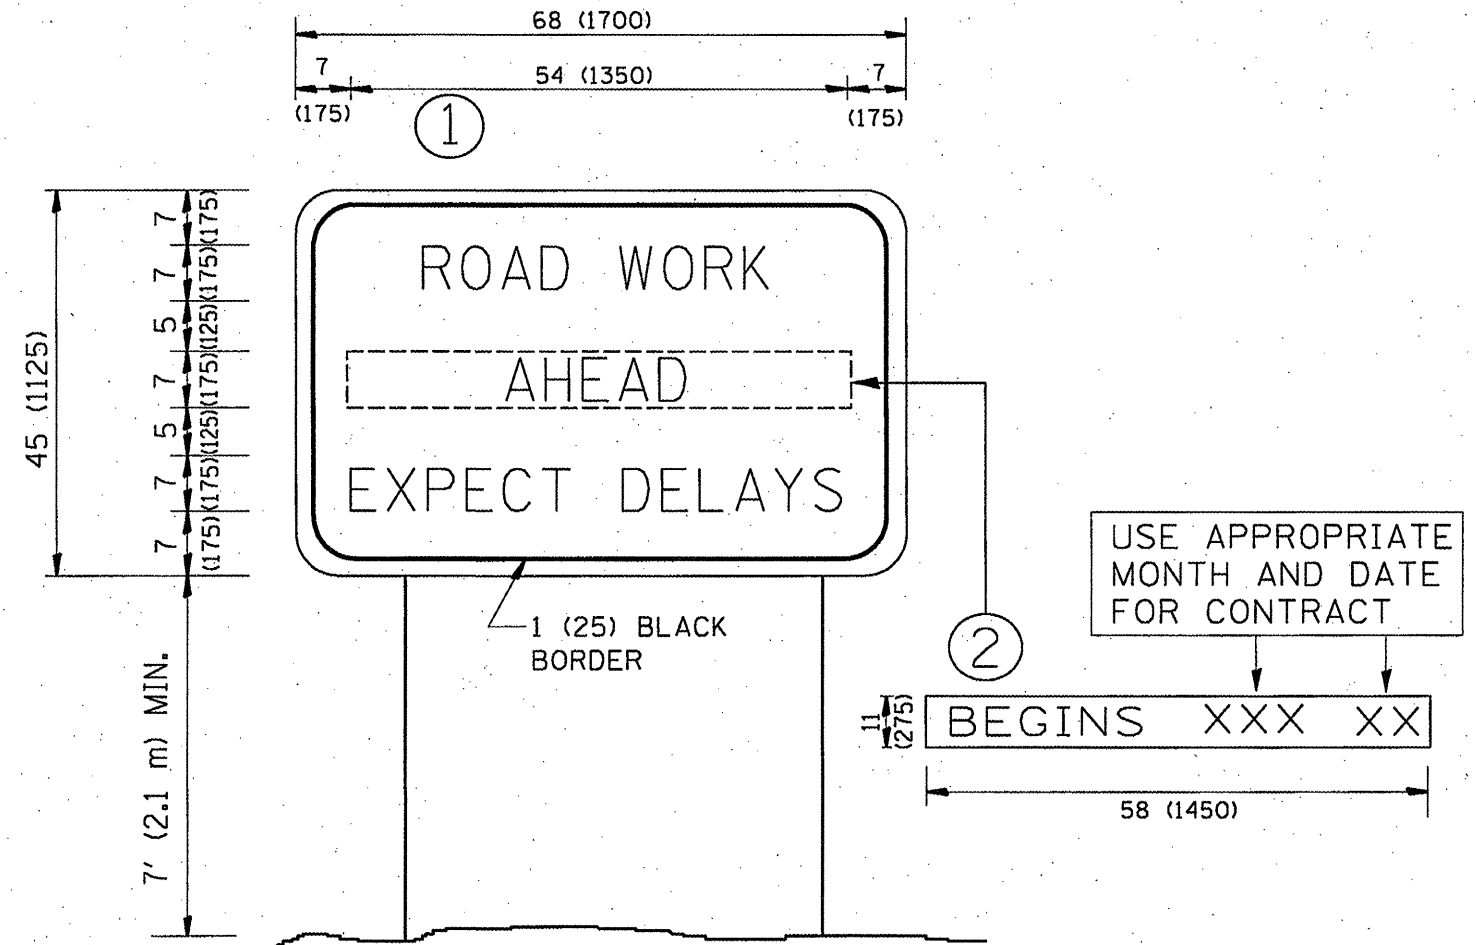 68 (1700)
7
54 (1350)
7
(175)
(175)
1
45 (1125)
7 (175)
7 (175)
5 (125)
7 (175)
5 (125)
7 (175)
7 (175)
ROAD WORK
AHEAD
EXPECT DELAYS
1 (25) BLACK
BORDER
7' (2.1 m) MIN.
2
USE APPROPRIATE
MONTH AND DATE
FOR CONTRACT
11
(275)
BEGINS XXX XX
58 (1450)